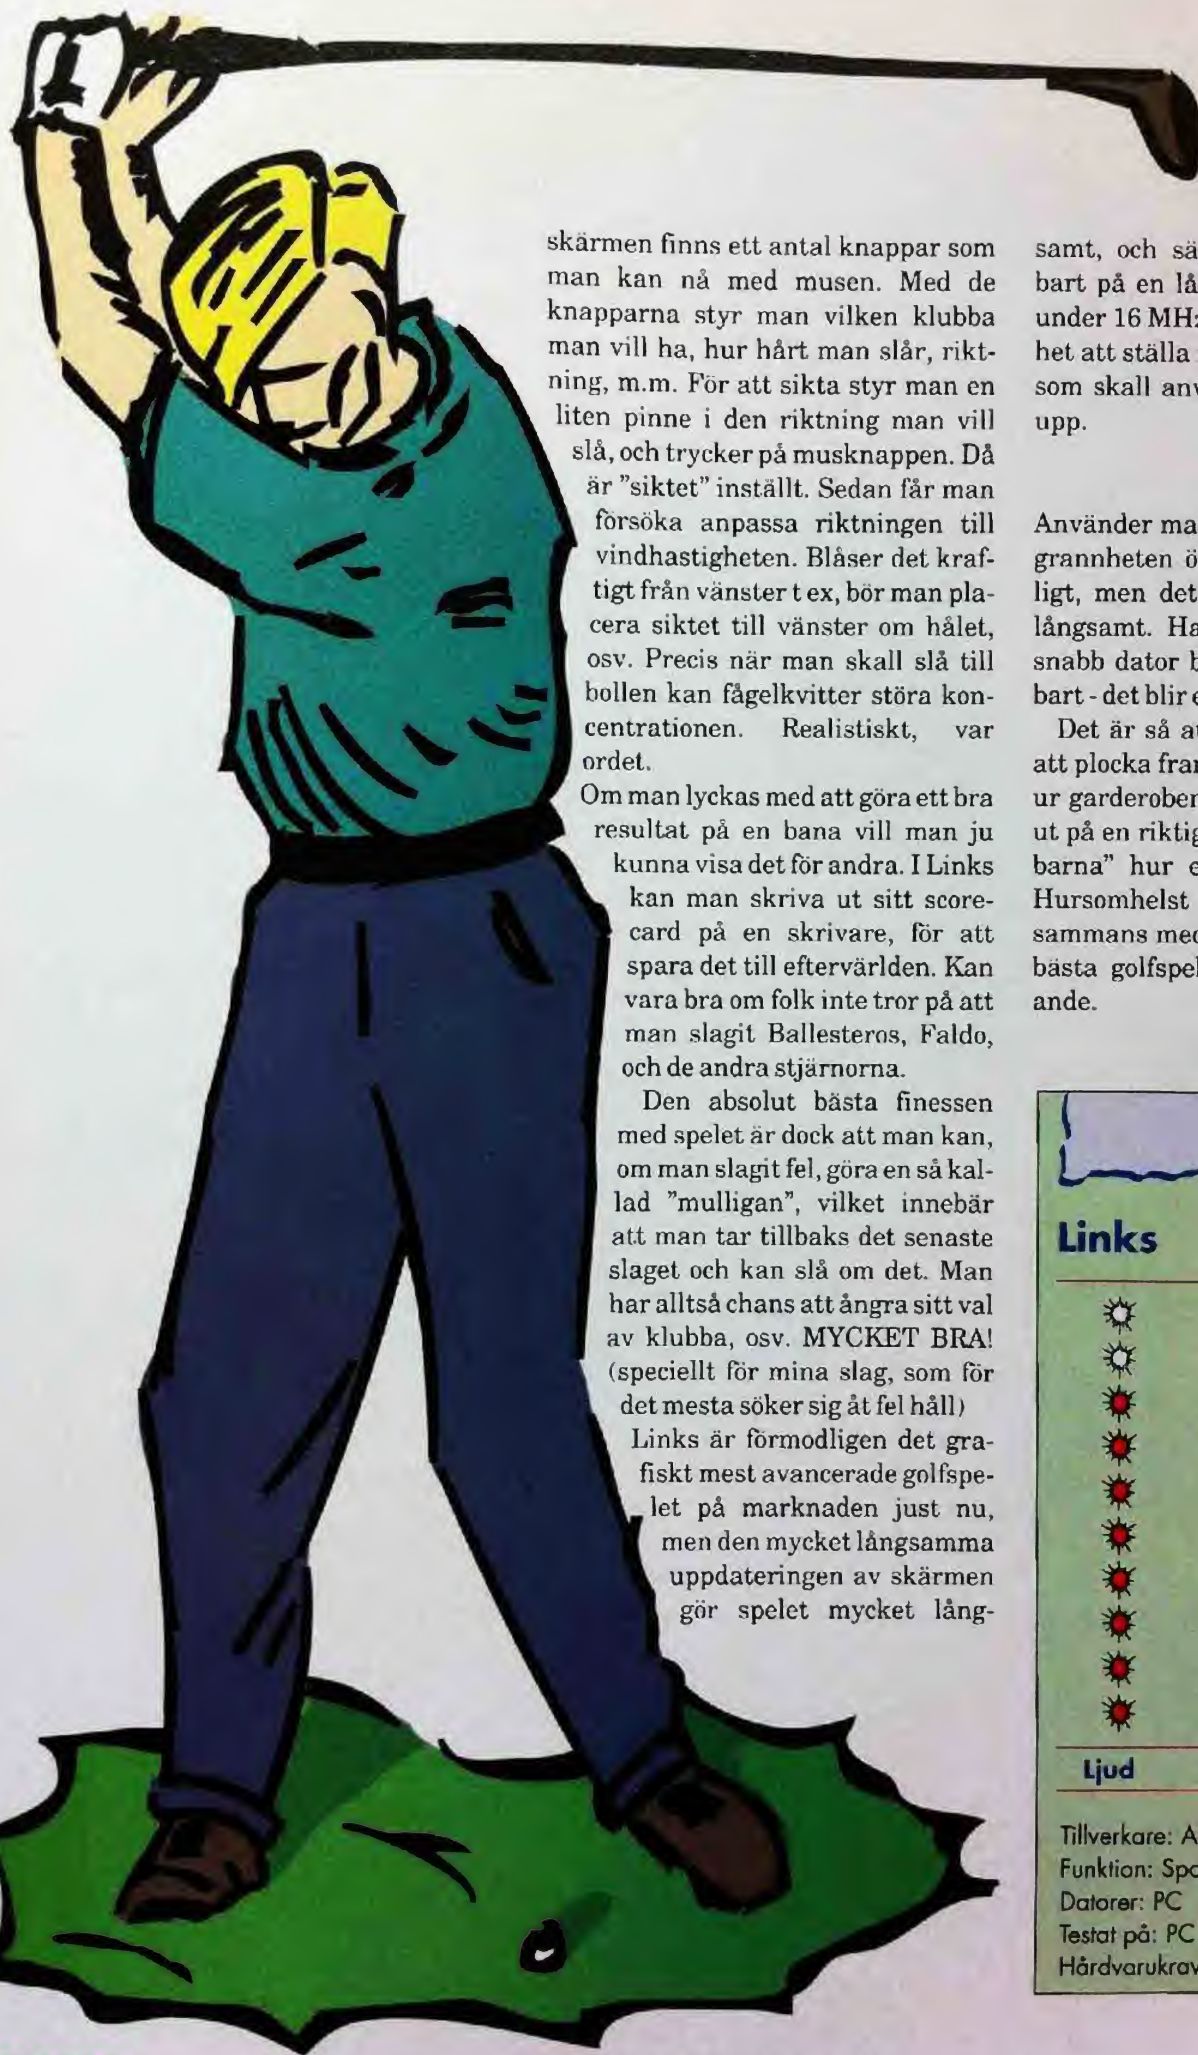 skärmen finns ett antal knappar som
man kan nå med musen. Med de
knapparna styr man vilken klubba
man vill ha, hur hårt man slår, rikt-
ning, m.m. För att sikta styr man en
liten pinne i den riktning man vill
slå, och trycker på musknappen. Då
är ”siktet” inställt. Sedan får man
försöka anpassa riktningen till
vindhastigheten. Blåser det kraf-
tigt från vänster t ex, bör man pla-
cera siktet till vänster om hålet,
osv. Precis när man skall slå till
bollen kan fågelkvitter störa kon-
centrationen. Realistiskt, var
ordet.
Om man lyckas med att göra ett bra
resultat på en bana vill man ju
kunna visa det för andra. I Links
kan man skriva ut sitt score-
card på en skrivare, för att
spara det till eftervärlden. Kan
vara bra om folk inte tror på att
man slagit Ballesteros, Faldo,
och de andra stjärnorna.
Den absolut bästa finessen
med spelet är dock att man kan,
om man slagit fel, göra en så kal-
lad ”mulligan”, vilket innebär
att man tar tillbaks det senaste
slaget och kan slå om det. Man
har alltså chans att ångra sitt val
av klubba, osv. MYCKET BRA!
(speciellt för mina slag, som för
det mesta söker sig åt fel håll)
Links är förmodligen det gra-
fiskt mest avancerade golfspe-
let på marknaden just nu,
men den mycket långsamma
uppdateringen av skärmen
gör spelet mycket lång-
samt, och sä
bart på en lå
under 16 MH
het att ställa
som skall anv
upp.
Använder ma
grannheten ö
ligt, men det
långsamt. Ha
snabb dator b
bart - det blir e
Det är så at
att plocka fra
ur garderober
ut på en riktig
barna” hur e
Hursomhelst
sammans med
bästa golfspel
ande.
Links
Ljud
Tillverkare: A
Funktion: Spo
Datorer: PC
Testat på: PC
Hårdvarukrav